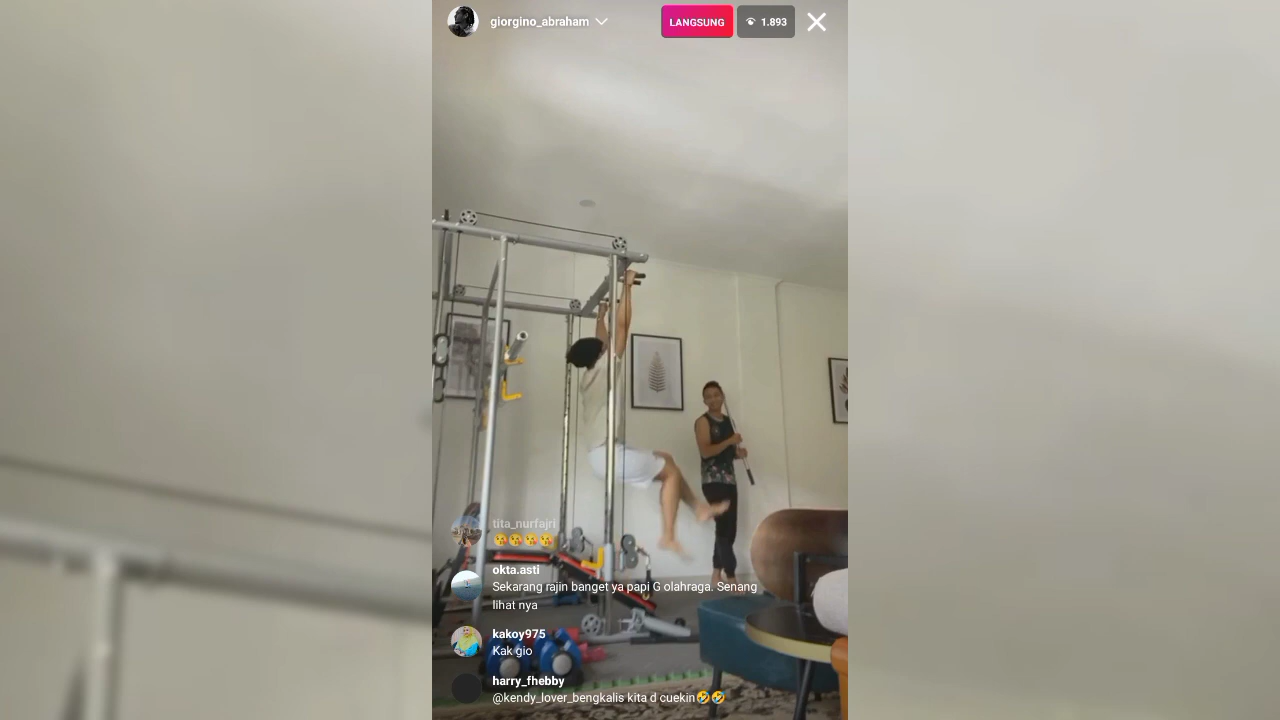 giorgino_abraham
LANGSUNG
1.893
tita_nurfajri
😘😘😘😘
okta.asti
Sekarang rajin banget ya papi G olahraga. Senang
lihat nya
kakoy975
Kak gio
harry_fhebby
@kendy_lover_bengkalis kita d cuekin🤣🤣